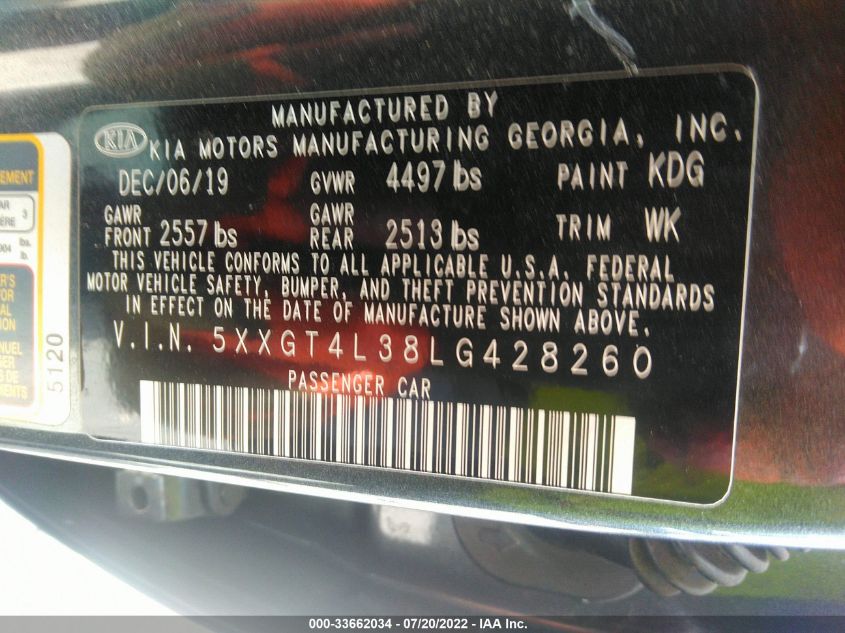 MANUFACTURED BY
KIA KIA MOTORS MANUFACTURING GEORGIA, INC.
DEC/06/19 GVWR 4497 lbs PAINT KDG
GAWR FRONT 2557 lbs GAWR REAR 2513 lbs TRIM WK
THIS VEHICLE CONFORMS TO ALL APPLICABLE U.S.A. FEDERAL
MOTOR VEHICLE SAFETY, BUMPER, AND THEFT PREVENTION STANDARDS
IN EFFECT ON THE DATE OF MANUFACTURE SHOWN ABOVE.
V.I.N. 5XXGT4L38LG428260
PASSENGER CAR
3
lbs.
lb.
5120
000-33662034 - 07/20/2022 - IAA Inc.